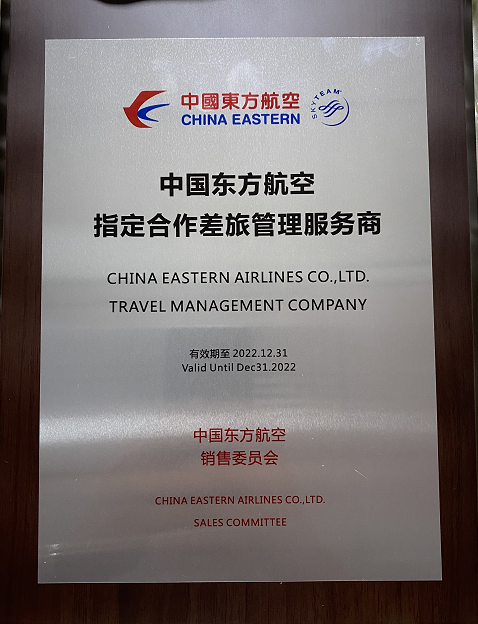 中國東方航空
CHINA EASTERN
SKYTEAM
中国东方航空
指定合作差旅管理服务商
CHINA EASTERN AIRLINES CO.,LTD.
TRAVEL MANAGEMENT COMPANY
有效期至 2022.12.31
Valid Until Dec31.2022
中国东方航空
销售委员会
CHINA EASTERN AIRLINES CO.,LTD.
SALES COMMITTEE